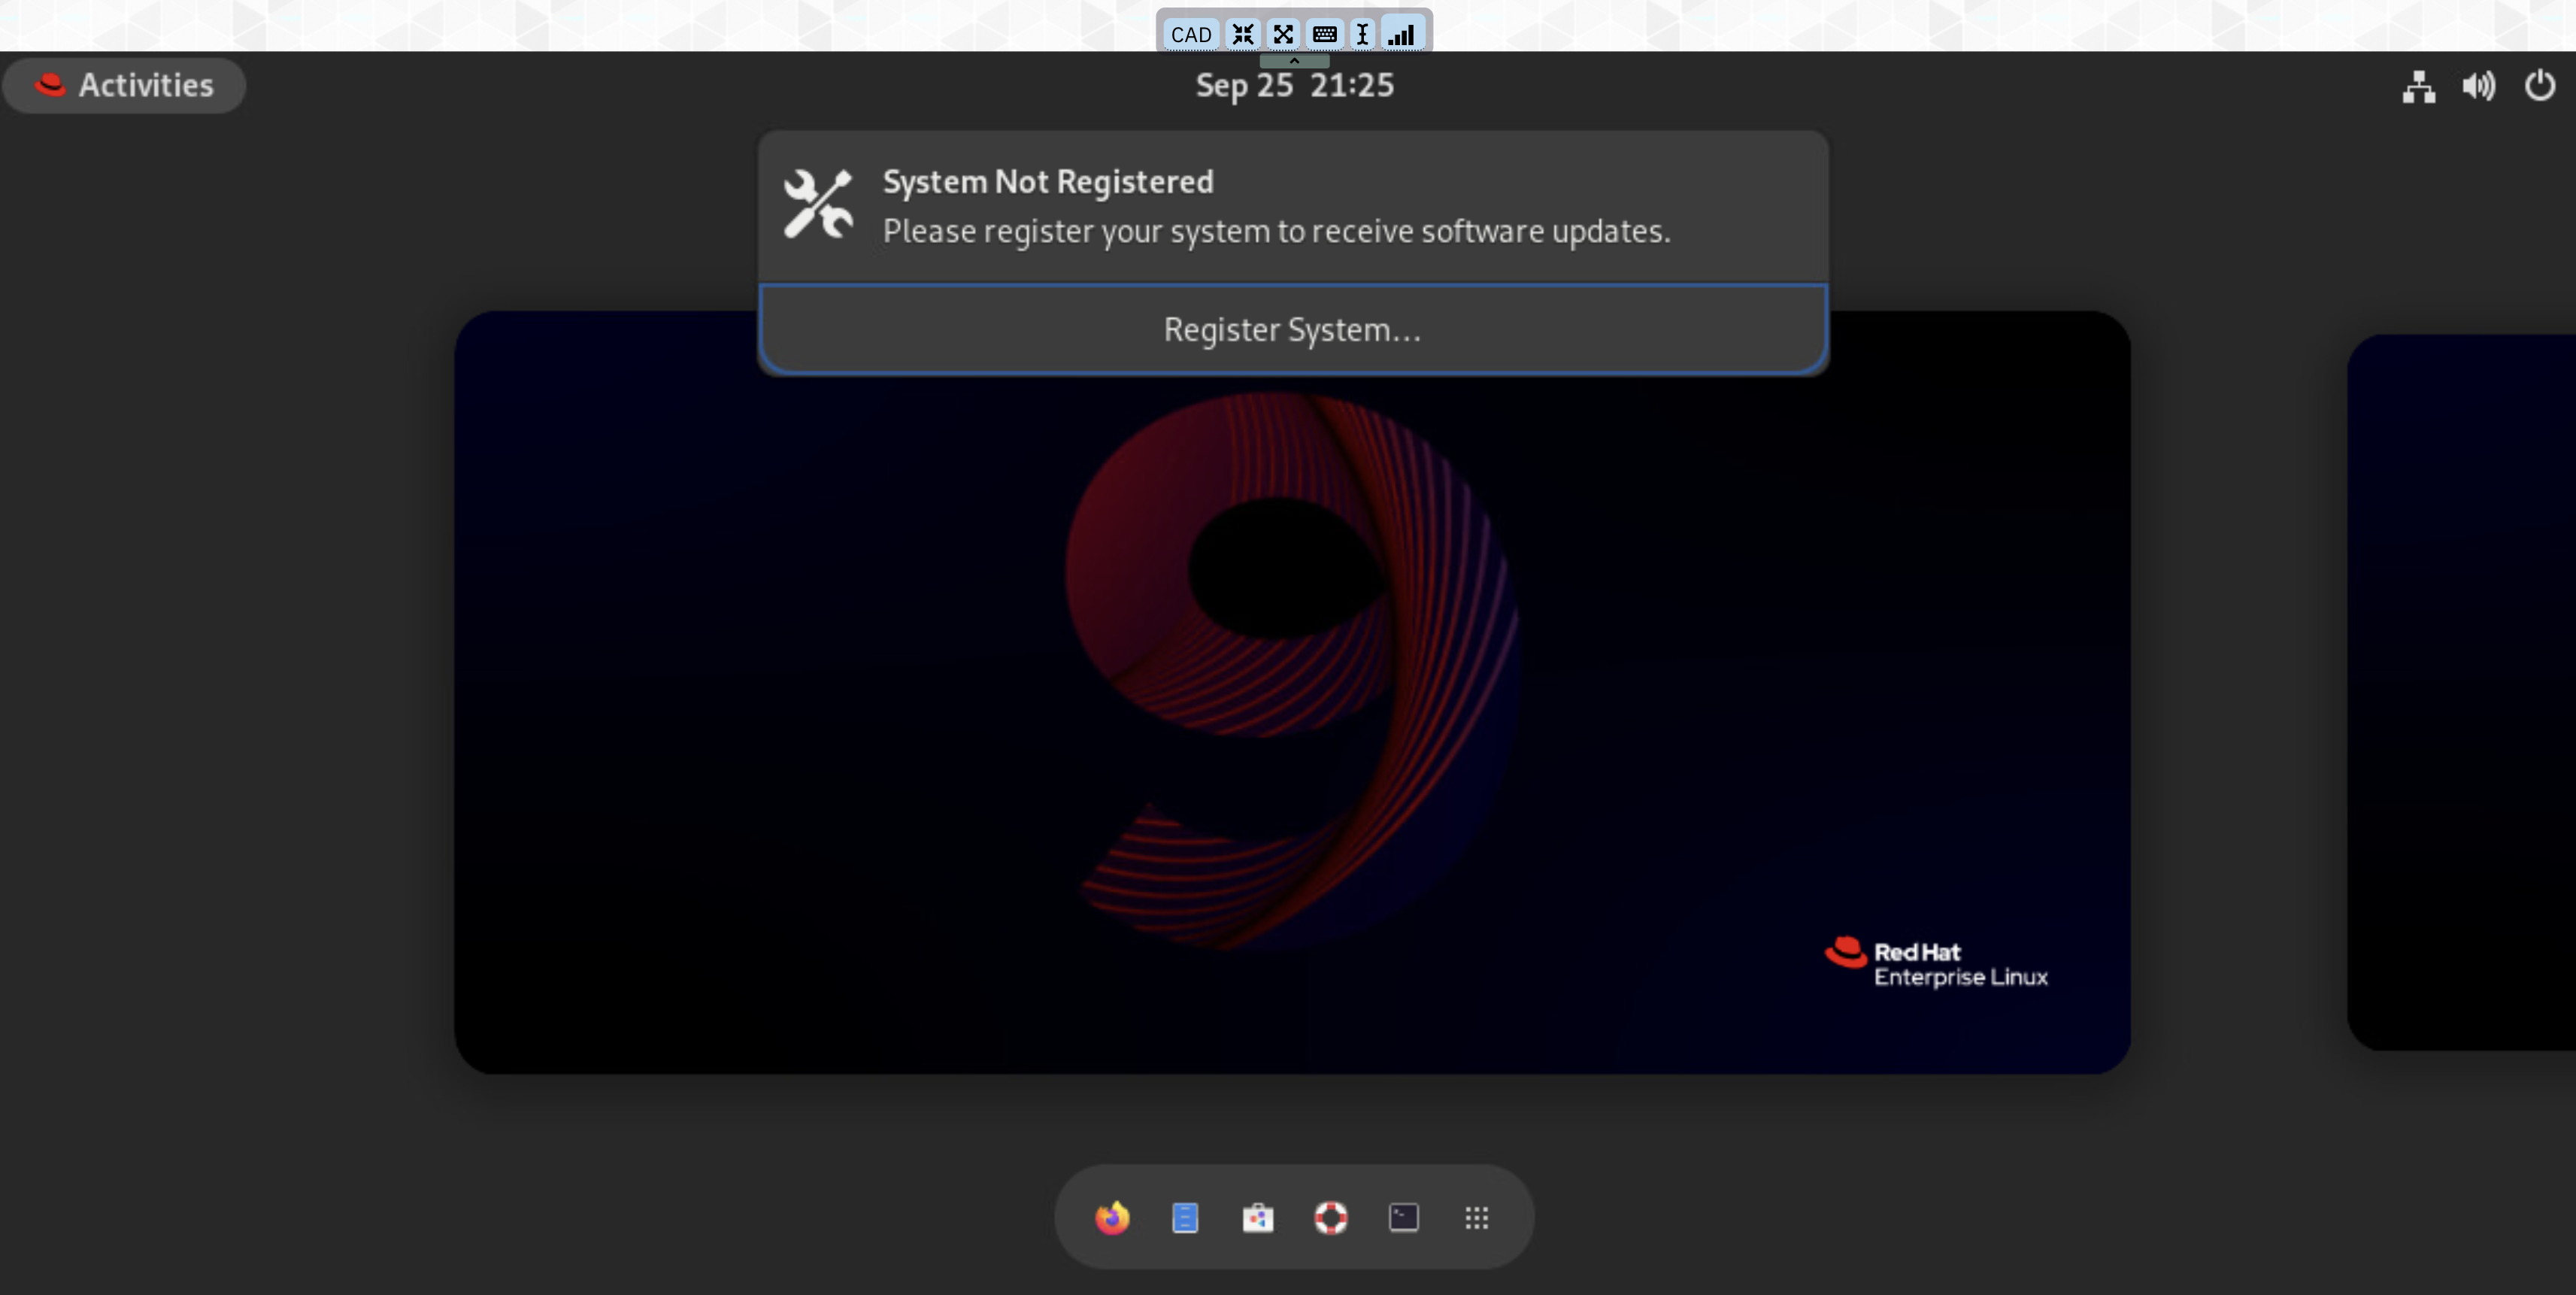 CAD
Activities
Sep 25 21:25
System Not Registered
Please register your system to receive software updates.
Register System...
9
Red Hat
Enterprise Linux